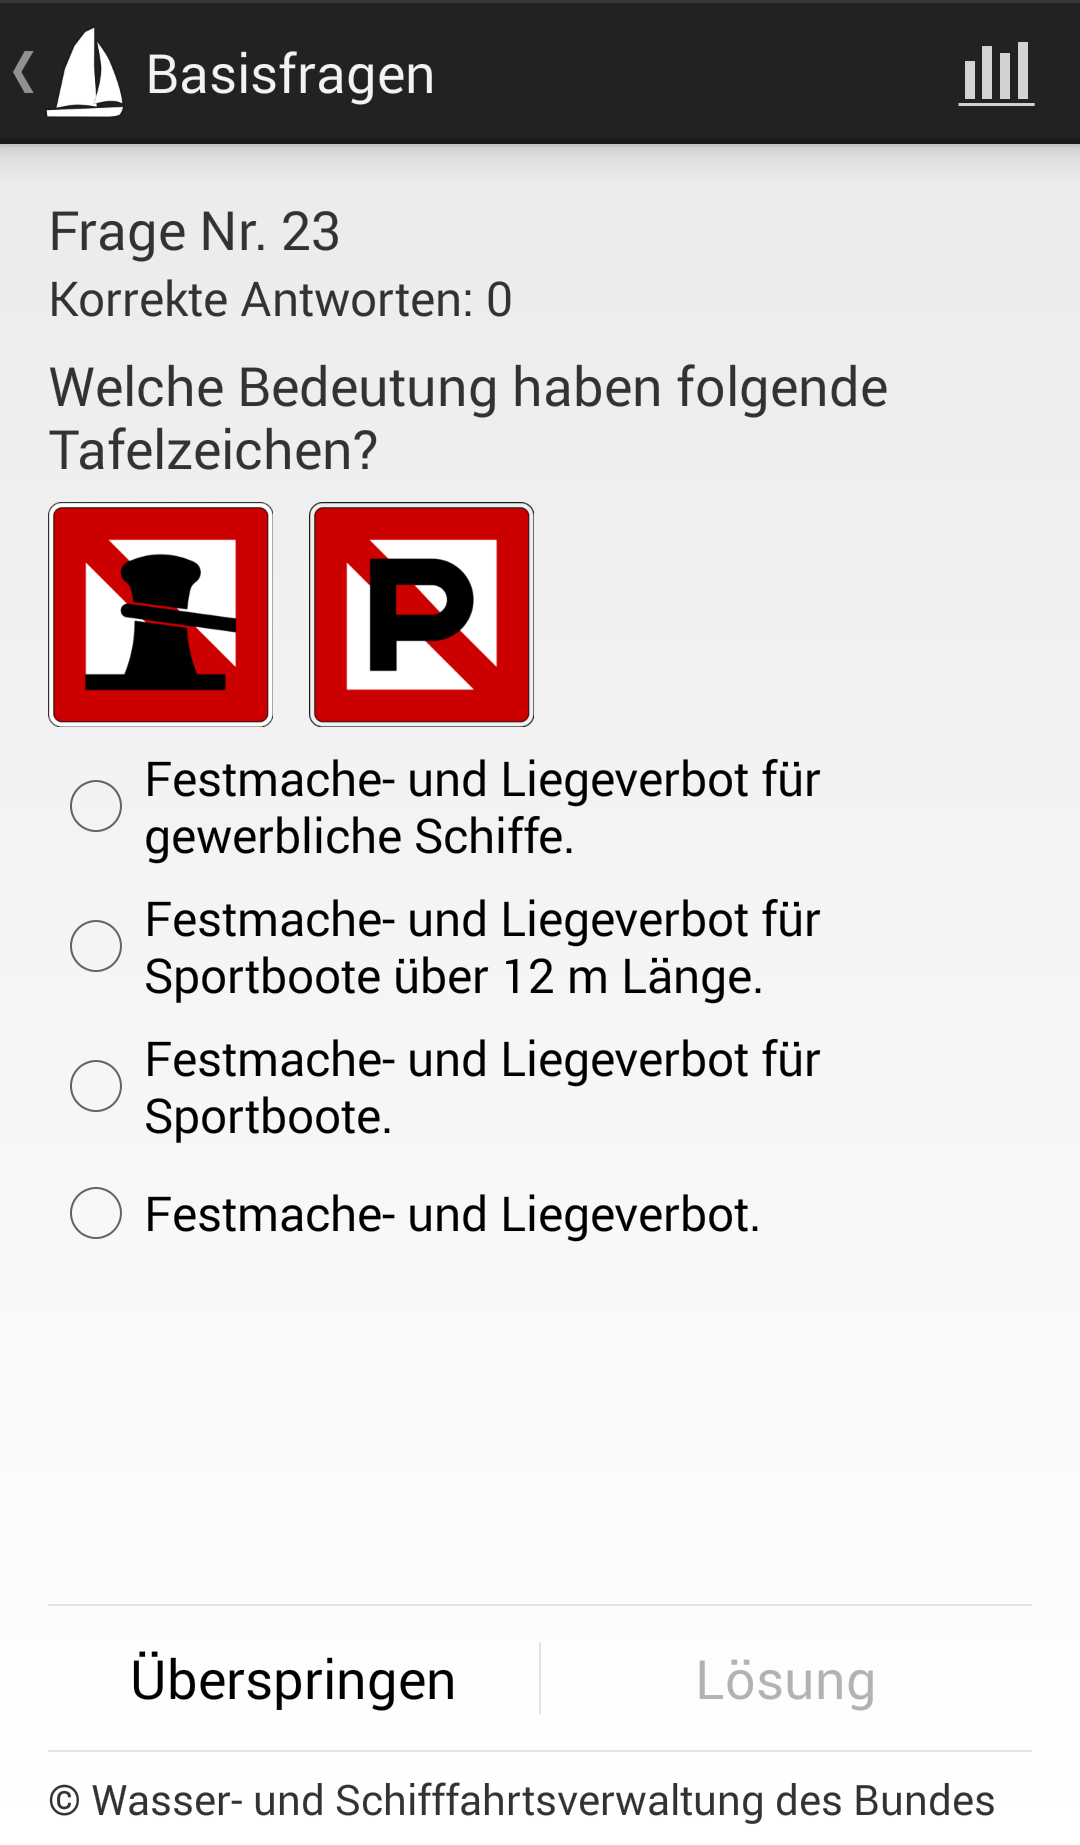 Basisfragen
Frage Nr. 23
Korrekte Antworten: 0
Welche Bedeutung haben folgende
Tafelzeichen?
P
Festmache- und Liegeverbot für
gewerbliche Schiffe.
Festmache- und Liegeverbot für
Sportboote über 12 m Länge.
Festmache- und Liegeverbot für
Sportboote.
Festmache- und Liegeverbot.
Überspringen
Lösung
© Wasser- und Schifffahrtsverwaltung des Bundes